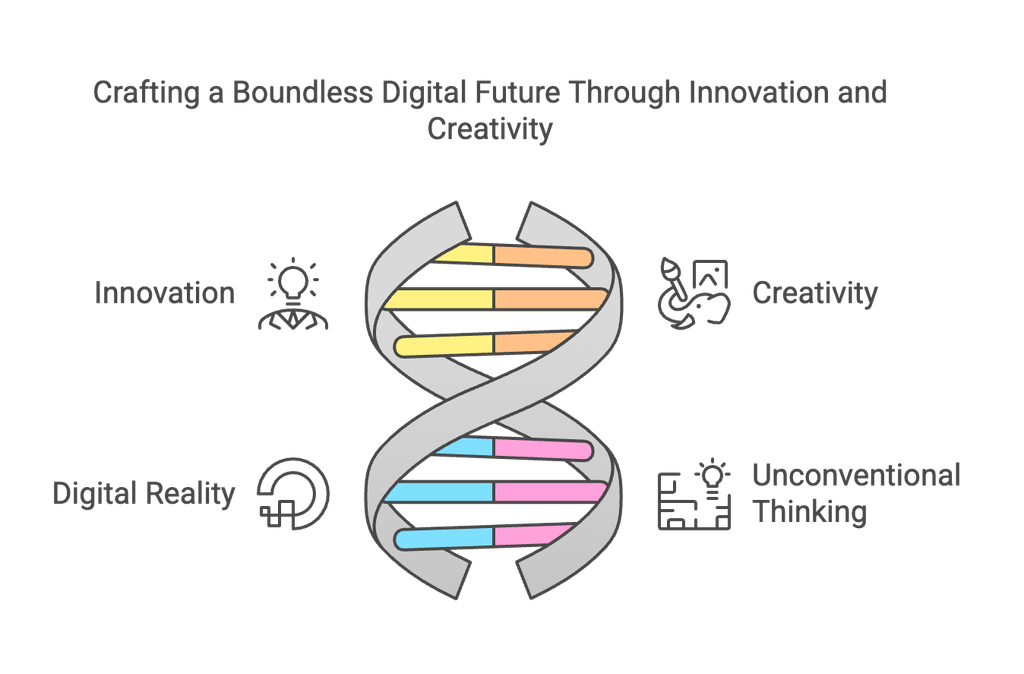 Crafting a Boundless Digital Future Through Innovation and
Creativity
Innovation
Creativity
Digital Reality
Unconventional
Thinking